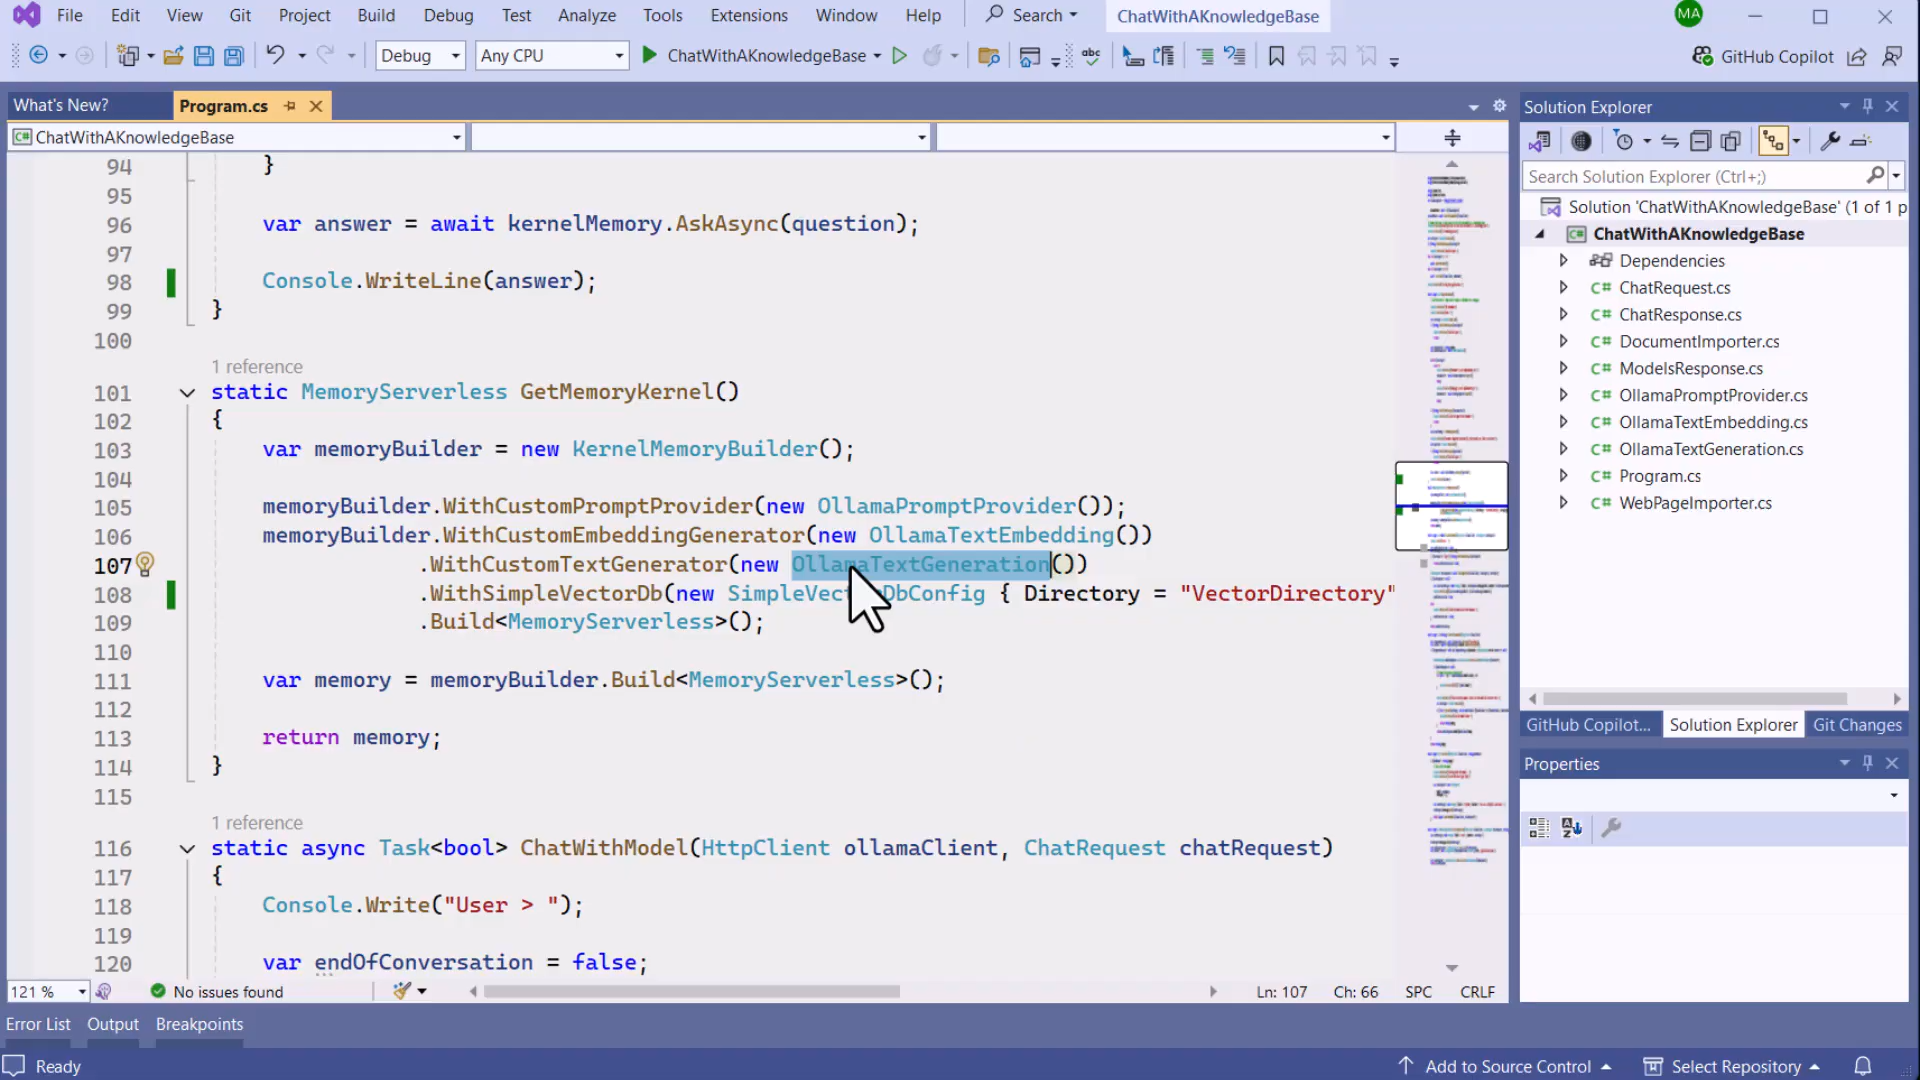 File Edit View Git Project Build Debug Test Analyze Tools Extensions Window Help Search ChatWithAKnowledgeBase MA
Debug Any CPU ChatWithAKnowledgeBase abc GitHub Copilot
What's New? Program.cs
ChatWithAKnowledgeBase
94 }
95
96 var answer = await kernelMemory.AskAsync(question);
97
98 Console.WriteLine(answer);
99 }
100
1 reference
101 static MemoryServerless GetMemoryKernel()
102 {
103 var memoryBuilder = new KernelMemoryBuilder();
104
105 memoryBuilder.WithCustomPromptProvider(new OllamaPromptProvider());
106 memoryBuilder.WithCustomEmbeddingGenerator(new OllamaTextEmbedding())
107 .WithCustomTextGenerator(new OllamaTextGeneration())
108 .WithSimpleVectorDb(new SimpleVectorDbConfig { Directory = "VectorDirectory"
109 .Build<MemoryServerless>();
110
111 var memory = memoryBuilder.Build<MemoryServerless>();
112
113 return memory;
114 }
115
1 reference
116 static async Task<bool> ChatWithModel(HttpClient ollamaClient, ChatRequest chatRequest)
117 {
118 Console.Write("User > ");
119
120 var endOfConversation = false;
121 % No issues found Ln: 107 Ch: 66 SPC CRLF
Solution Explorer
Search Solution Explorer (Ctrl+;)
Solution 'ChatWithAKnowledgeBase' (1 of 1 p
C# ChatWithAKnowledgeBase
Dependencies
C# ChatRequest.cs
C# ChatResponse.cs
C# DocumentImporter.cs
C# ModelsResponse.cs
C# OllamaPromptProvider.cs
C# OllamaTextEmbedding.cs
C# OllamaTextGeneration.cs
C# Program.cs
C# WebPageImporter.cs
GitHub Copilot... Solution Explorer Git Changes
Properties
Error List Output Breakpoints
Ready Add to Source Control Select Repository